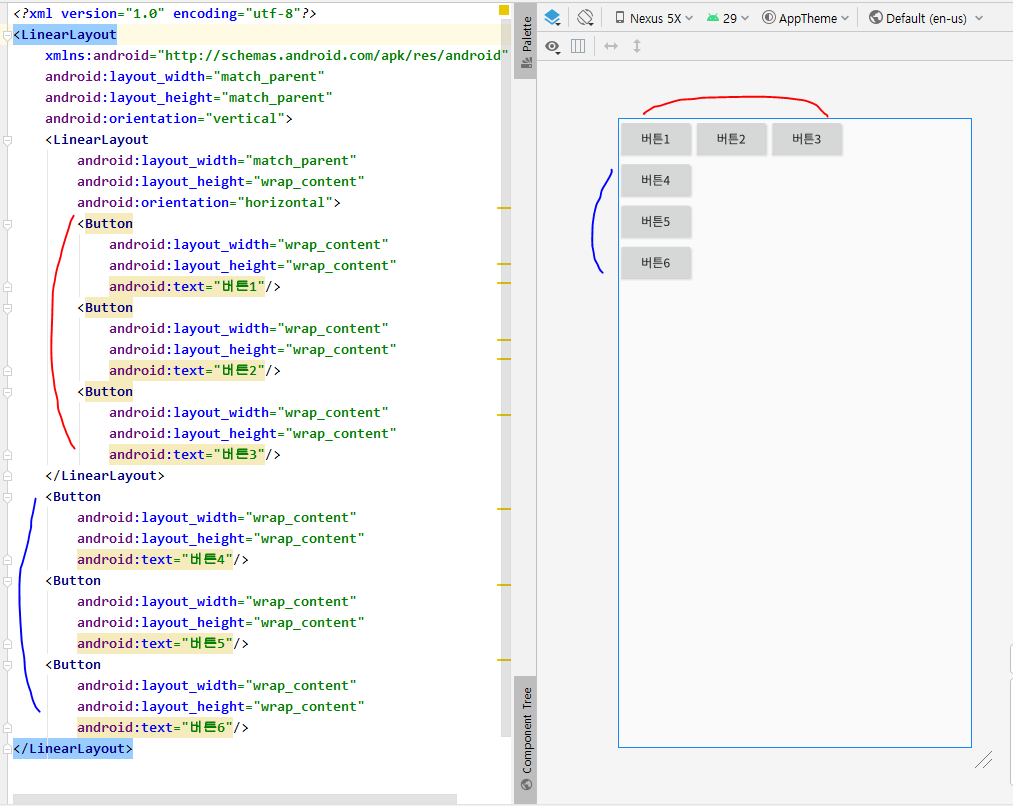 <?xml version="1.0" encoding="utf-8"?>
<LinearLayout
xmlns:android="http://schemas.android.com/apk/res/android"
android:layout_width="match_parent"
android:layout_height="match_parent"
android:orientation="vertical">
<LinearLayout
android:layout_width="match_parent"
android:layout_height="wrap_content"
android:orientation="horizontal">
<Button
android:layout_width="wrap_content"
android:layout_height="wrap_content"
android:text="버튼1"/>
<Button
android:layout_width="wrap_content"
android:layout_height="wrap_content"
android:text="버튼2"/>
<Button
android:layout_width="wrap_content"
android:layout_height="wrap_content"
android:text="버튼3"/>
</LinearLayout>
<Button
android:layout_width="wrap_content"
android:layout_height="wrap_content"
android:text="버튼4"/>
<Button
android:layout_width="wrap_content"
android:layout_height="wrap_content"
android:text="버튼5"/>
<Button
android:layout_width="wrap_content"
android:layout_height="wrap_content"
android:text="버튼6"/>
</LinearLayout>
Palette
Component Tree
Nexus 5X 29 AppTheme Default (en-us)
버튼1 버튼2 버튼3
버튼4
버튼5
버튼6